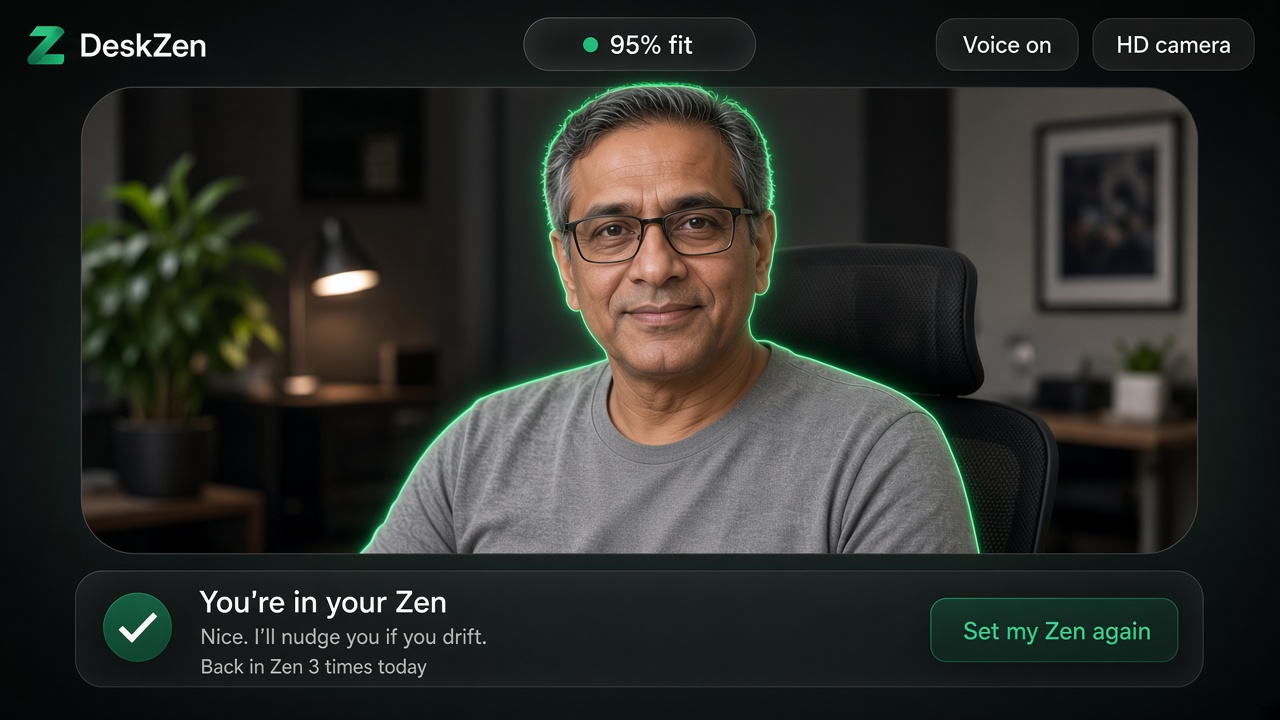 DeskZen
95% fit
Voice on
HD camera
You're in your Zen
Nice. I'll nudge you if you drift.
Back in Zen 3 times today
Set my Zen again